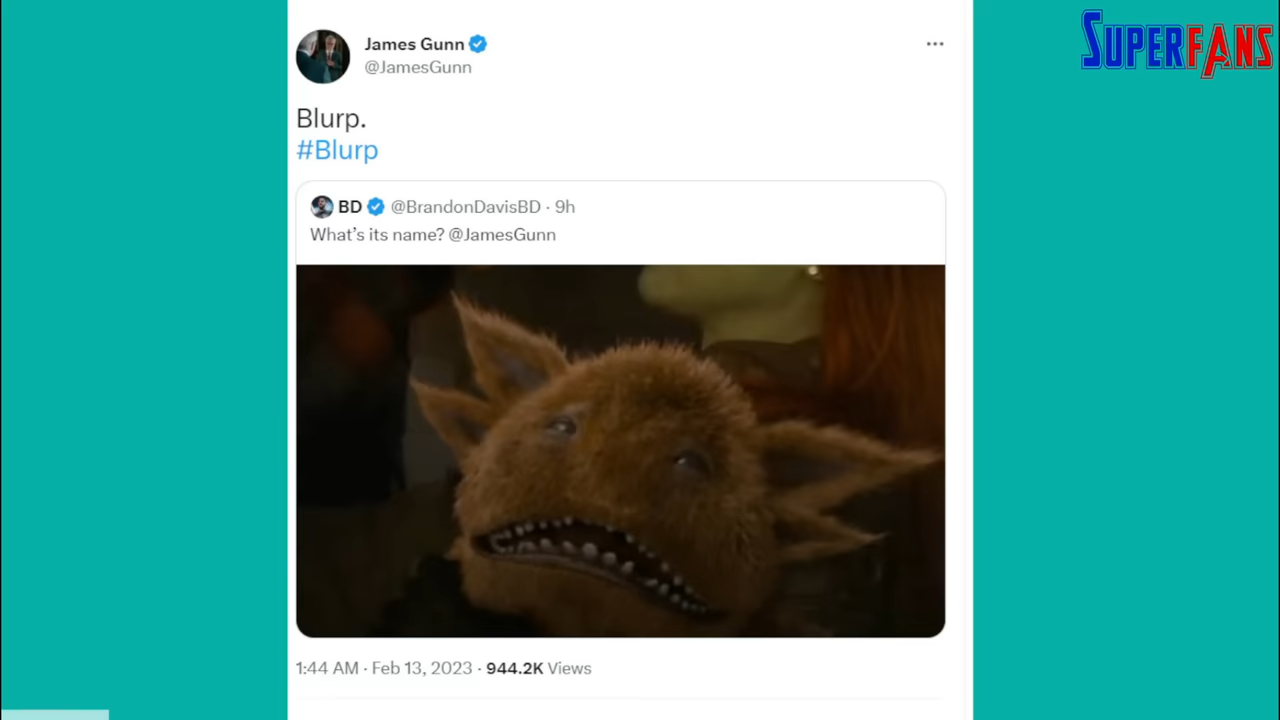 SUPERFANS
James Gunn
@JamesGunn
Blurp.
#Blurp
BD @BrandonDavisBD · 9h
What’s its name? @JamesGunn
1:44 AM · Feb 13, 2023 · 944.2K Views